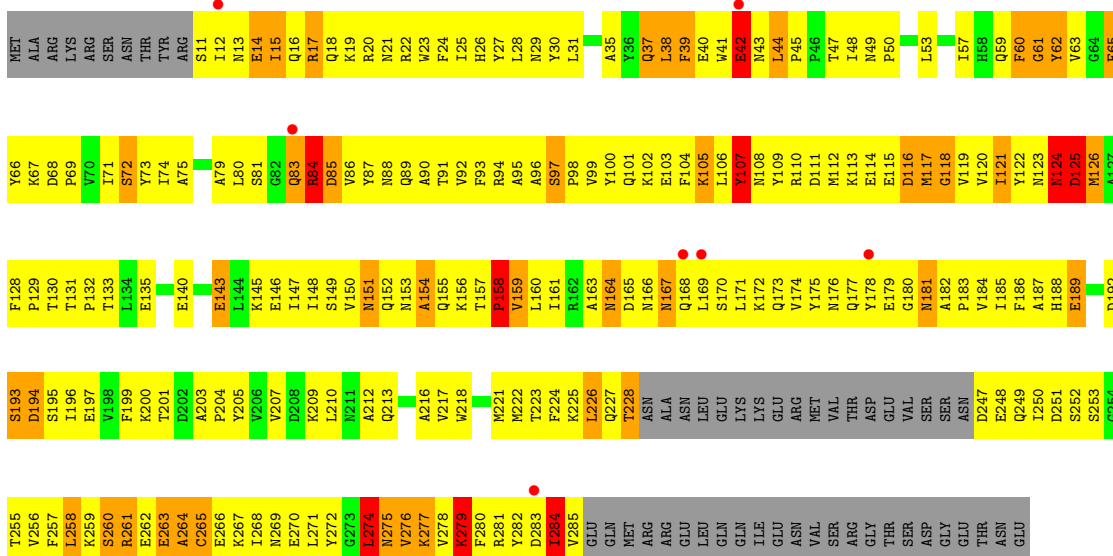 MET ALA ARG LYS ARG SER ASN THR TYR ARG S11 I12 N13 E14 I15 Q16 R17 Q18 K19 R20 N21 R22 W23 F24 I25 H26 Y27 L28 N29 Y30 L31 A35 Y36 Q37 L38 F39 E40 W41 E42 N43 L44 P45 P46 T47 I48 N49 P50 L53 I57 H58 Q59 F60 G61 Y62 V63 G64
Y66 K67 D68 P69 V70 I71 S72 Y73 I74 A75 A79 L80 S81 G82 Q83 R84 D85 V86 Y87 N88 Q89 A90 T91 V92 F93 R94 A95 A96 S97 P98 V99 Y100 Q101 K102 E103 F104 K105 L106 Y107 N108 Y109 R110 D111 M112 K113 E114 E115 D116 M117 G118 V119 V120 I121 Y122 N123 N124 D125 M126
F128 P129 T130 T131 P132 T133 L134 E135 E140 E143 L144 K145 E146 I147 I148 S149 V150 N151 Q152 N153 A154 Q155 K156 T157 P158 V159 L160 I161 R162 A163 N164 D165 N166 N167 Q168 L169 S170 L171 K172 Q173 V174 Y175 N176 Q177 Y178 E179 G180 N181 A182 P183 V184 I185 F186 A187 H188 E189
S193 D194 S195 I196 E197 V198 F199 K200 T201 D202 A203 P204 Y205 V206 V207 D208 K209 L210 N211 A212 Q213 A216 V217 W218 M221 M222 T223 F224 K225 L226 Q227 T228 ASN ALA ASN LEU GLU LYS LYS GLU ARG MET VAL THR ASP GLU VAL SER SER ASN D247 E248 Q249 I250 D251 S252 S253
T255 V256 F257 L258 K259 S260 R261 E262 E263 A264 C265 E266 K267 I268 N269 E270 L271 Y272 G273 L274 N275 V276 K277 V278 K279 F280 R281 Y282 D283 I284 V285 GLU GLN MET ARG ARG GLU LEU GLN GLN ILE GLU ASN VAL SER ARG GLY THR SER ASP GLY GLU THR ASN GLU